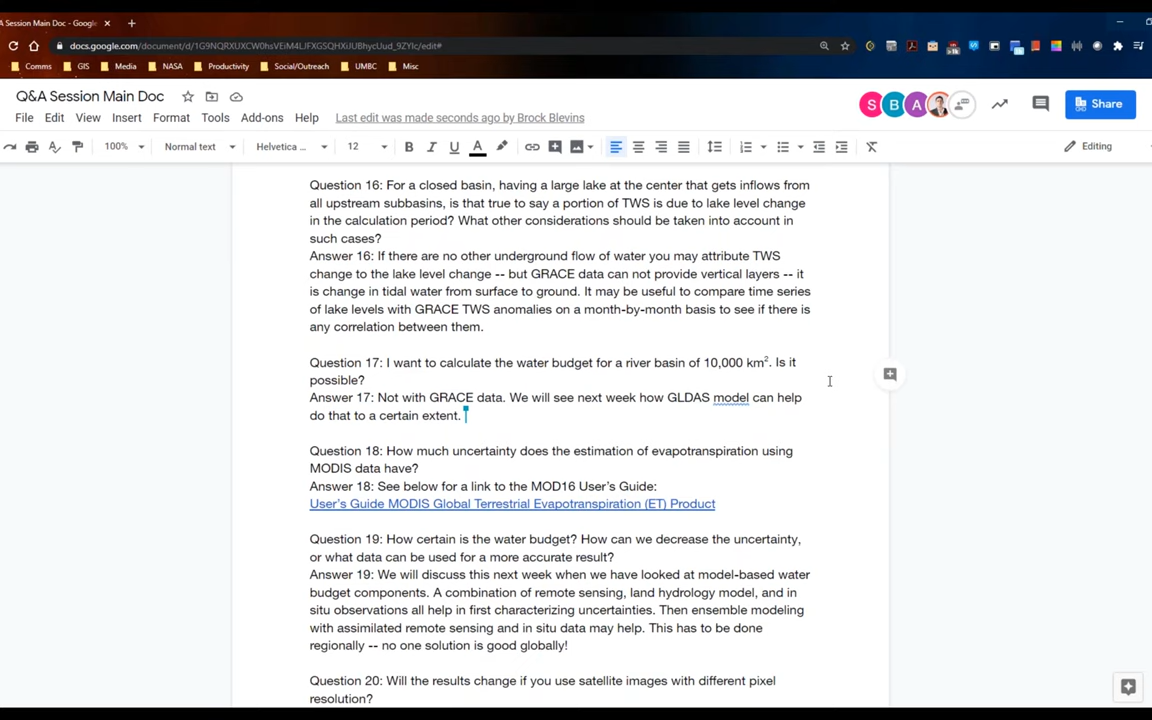 A Session Main Doc - Google
docs.google.com/document/d/1G9NQRXUXCW0hsVEiM4LJFXGSQHXiJUBhycUud_9ZYIc/edit#
Comms GIS Media NASA Productivity Social/Outreach UMBC Misc
Q&A Session Main Doc
S B A
Share
File Edit View Insert Format Tools Add-ons Help Last edit was made seconds ago by Brock Blevins
100% Normal text Helvetica ... 12 B I U A Editing
Question 16: For a closed basin, having a large lake at the center that gets inflows from
all upstream subbasins, is that true to say a portion of TWS is due to lake level change
in the calculation period? What other considerations should be taken into account in
such cases?
Answer 16: If there are no other underground flow of water you may attribute TWS
change to the lake level change -- but GRACE data can not provide vertical layers -- it
is change in tidal water from surface to ground. It may be useful to compare time series
of lake levels with GRACE TWS anomalies on a month-by-month basis to see if there is
any correlation between them.
Question 17: I want to calculate the water budget for a river basin of 10,000 km². Is it
possible?
Answer 17: Not with GRACE data. We will see next week how GLDAS model can help
do that to a certain extent.
Question 18: How much uncertainty does the estimation of evapotranspiration using
MODIS data have?
Answer 18: See below for a link to the MOD16 User's Guide:
User's Guide MODIS Global Terrestrial Evapotranspiration (ET) Product
Question 19: How certain is the water budget? How can we decrease the uncertainty,
or what data can be used for a more accurate result?
Answer 19: We will discuss this next week when we have looked at model-based water
budget components. A combination of remote sensing, land hydrology model, and in
situ observations all help in first characterizing uncertainties. Then ensemble modeling
with assimilated remote sensing and in situ data may help. This has to be done
regionally -- no one solution is good globally!
Question 20: Will the results change if you use satellite images with different pixel
resolution?